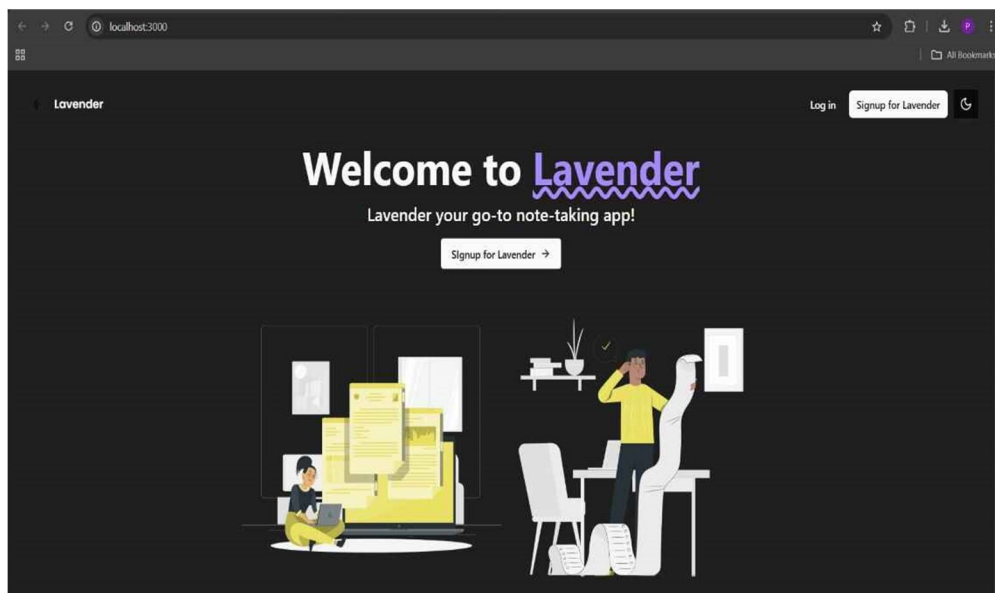 localhost:3000
P
All Bookmarks
Lavender
Log in
Signup for Lavender
Welcome to Lavender
Lavender your go-to note-taking app!
SIgnup for Lavender →